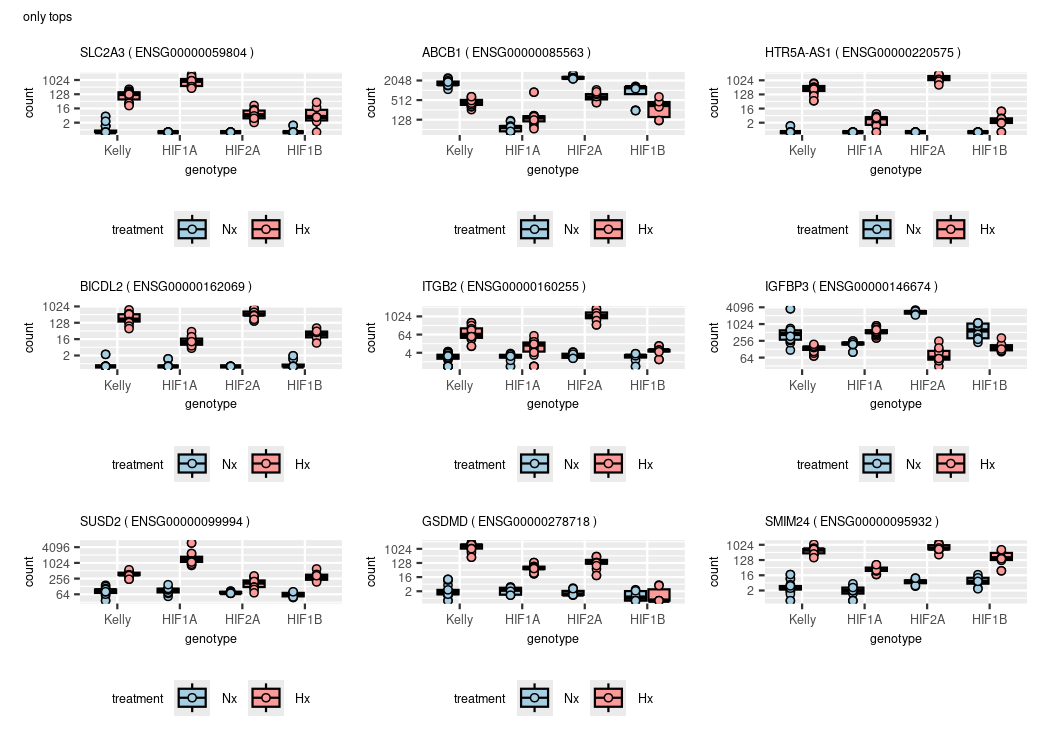 only tops
SLC2A3 ( ENSG00000059804 )
count
1024
128
16
2
Kelly HIF1A HIF2A HIF1B
genotype
treatment Nx Hx
ABCB1 ( ENSG00000085563 )
count
2048
512
128
Kelly HIF1A HIF2A HIF1B
genotype
treatment Nx Hx
HTR5A-AS1 ( ENSG00000220575 )
count
1024
128
16
2
Kelly HIF1A HIF2A HIF1B
genotype
treatment Nx Hx
BICDL2 ( ENSG00000162069 )
count
1024
128
16
2
Kelly HIF1A HIF2A HIF1B
genotype
treatment Nx Hx
ITGB2 ( ENSG00000160255 )
count
1024
64
4
Kelly HIF1A HIF2A HIF1B
genotype
treatment Nx Hx
IGFBP3 ( ENSG00000146674 )
count
4096
1024
256
64
Kelly HIF1A HIF2A HIF1B
genotype
treatment Nx Hx
SUSD2 ( ENSG00000099994 )
count
4096
1024
256
64
Kelly HIF1A HIF2A HIF1B
genotype
treatment Nx Hx
GSDMD ( ENSG00000278718 )
count
1024
128
16
2
Kelly HIF1A HIF2A HIF1B
genotype
treatment Nx Hx
SMIM24 ( ENSG00000095932 )
count
1024
128
16
2
Kelly HIF1A HIF2A HIF1B
genotype